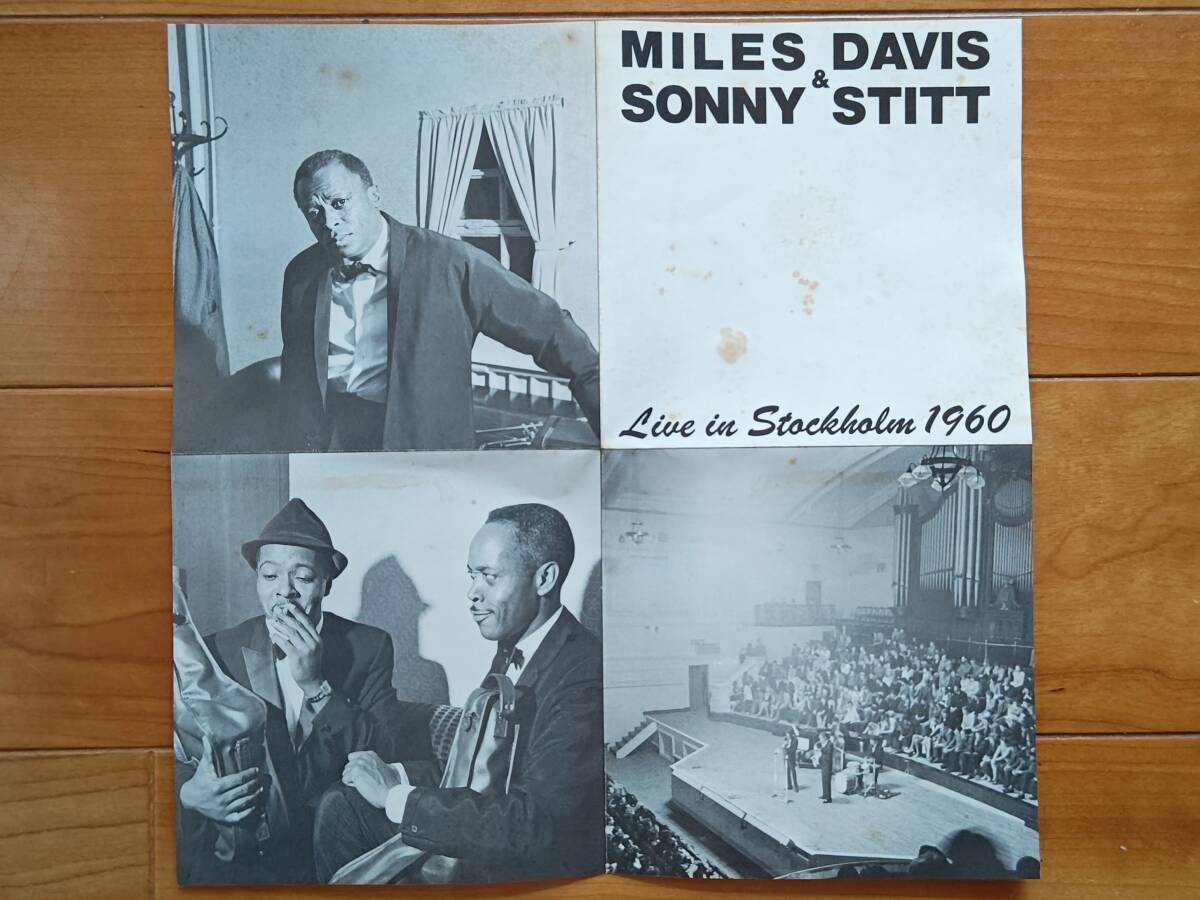 MILES DAVIS
&
SONNY STITT
Live in Stockholm 1960